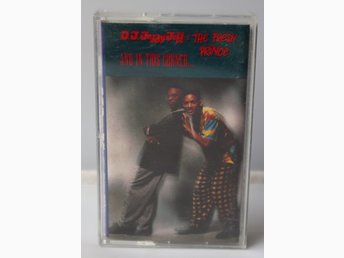 D.J. Jazzy Jeff & THE FRESH
PRINCE
AND IN THIS CORNER...